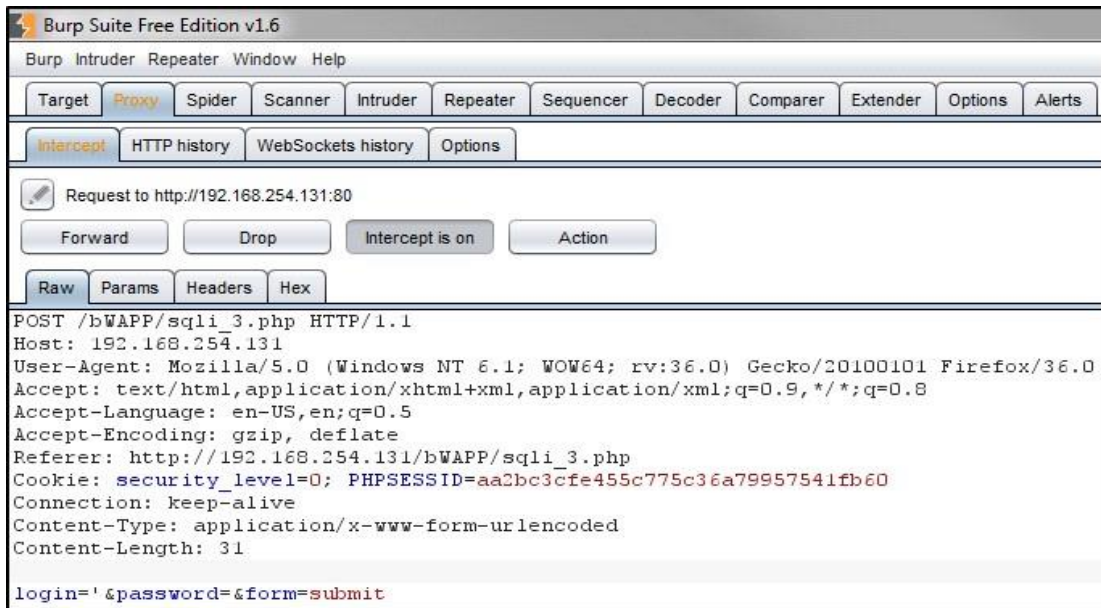 Burp Suite Free Edition v1.6
Burp Intruder Repeater Window Help
Target Proxy Spider Scanner Intruder Repeater Sequencer Decoder Comparer Extender Options Alerts
Intercept HTTP history WebSockets history Options
Request to http://192.168.254.131:80
Forward Drop Intercept is on Action
Raw Params Headers Hex
POST /bWAPP/sqli_3.php HTTP/1.1
Host: 192.168.254.131
User-Agent: Mozilla/5.0 (Windows NT 6.1; WOW64; rv:36.0) Gecko/20100101 Firefox/36.0
Accept: text/html,application/xhtml+xml,application/xml;q=0.9,*/*;q=0.8
Accept-Language: en-US,en;q=0.5
Accept-Encoding: gzip, deflate
Referer: http://192.168.254.131/bWAPP/sqli_3.php
Cookie: security_level=0; PHPSESSID=aa2bc3cfe455c775c36a79957541fb60
Connection: keep-alive
Content-Type: application/x-www-form-urlencoded
Content-Length: 31
login='&password=&form=submit